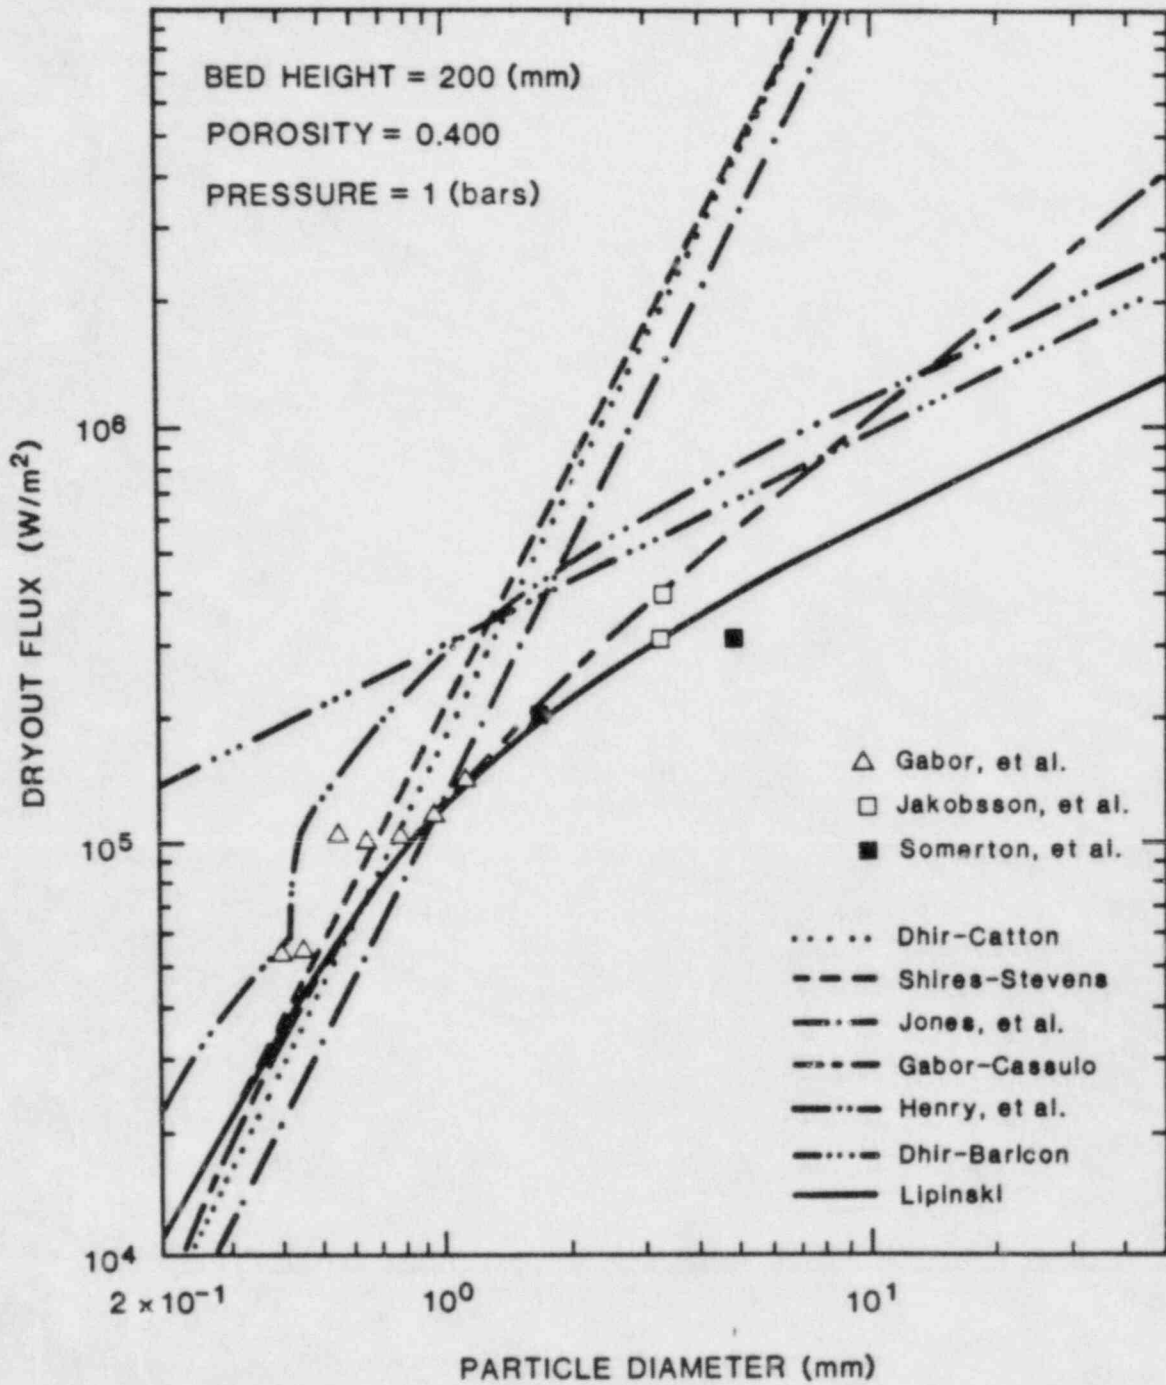 BED HEIGHT = 200 (mm)
POROSITY = 0.400
PRESSURE = 1 (bars)
10⁶
10⁵
10⁴
DRYOUT FLUX (W/m²)
Gabor, et al.
Jakobsson, et al.
Somerton, et al.
Dhir-Catton
Shires-Stevens
Jones, et al.
Gabor-Cassulo
Henry, et al.
Dhir-Baricon
Lipinski
2 × 10⁻¹
10⁰
10¹
PARTICLE DIAMETER (mm)